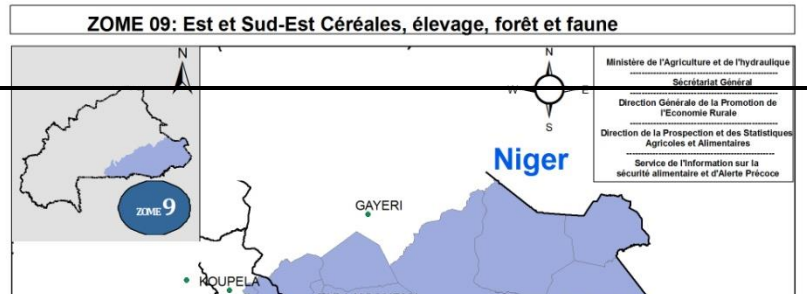 ZOME 09: Est et Sud-Est Céréales, élevage, forêt et faune
N
N
W
E
S
Ministère de l'Agriculture et de l'hydraulique
Sécrétariat Général
Direction Générale de la Promotion de
l'Economie Rurale
Direction de la Prospection et des Statistiques
Agricoles et Alimentaires
Service de l'Information sur la
sécurité alimentaire et d'Alerte Précoce
Niger
ZOME 9
GAYERI
KOUPELA